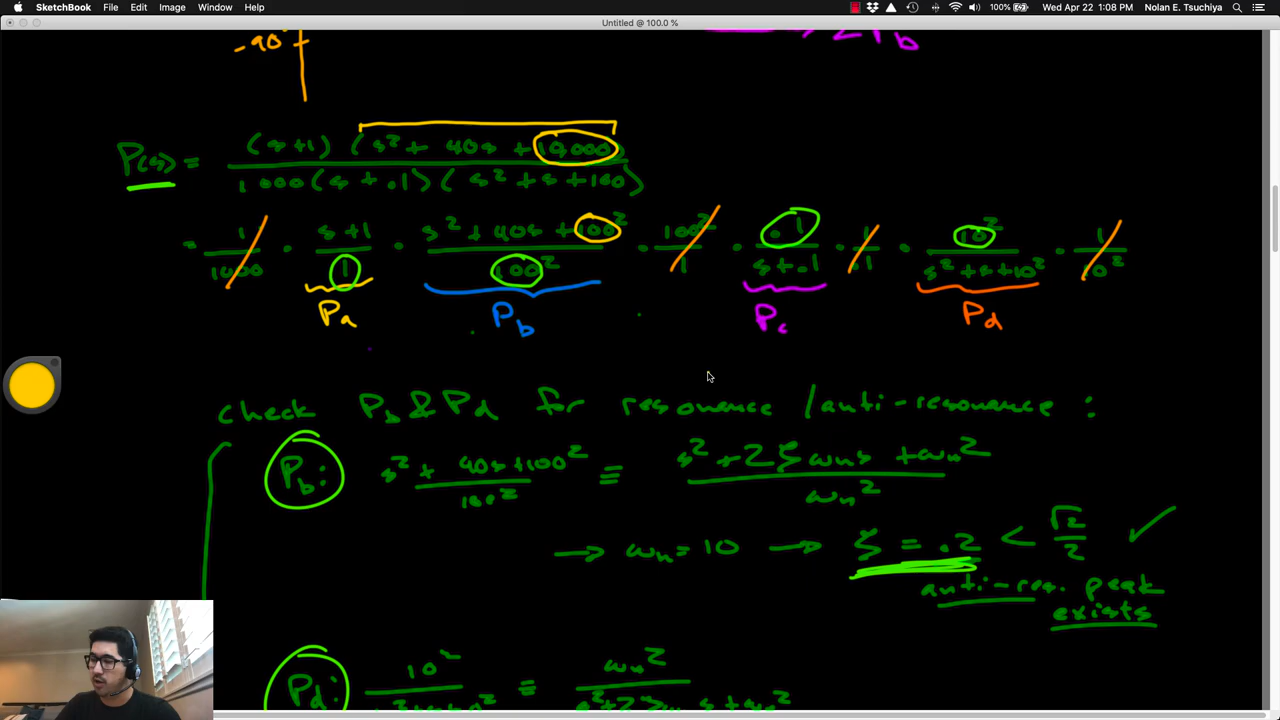 SketchBook File Edit Image Window Help 100% Wed Apr 22 1:08 PM Nolan E. Tsuchiya
Untitled @ 100.0 %
-90°
P(s) = (s+1) (s² + 40s + 10,000) / 1000(s + .1)(s² + s + 100)
= 1/1000 · s+1/1 · s² + 40s + 100²/100² · 100²/1 · .1/s+.1 · 1/.1 · 10²/s²+s+10² · 1/10²
Pa Pb Pc Pd
check Pb & Pd for resonance / anti-resonance :
Pb: s² + 40s + 100²/100² ≡ s² + 2ζωns + ωn²/ωn²
→ ωn = 10 → ζ = .2 < √2/2 ✓
anti-res. peak
exists
Pd: 10² = ωn²